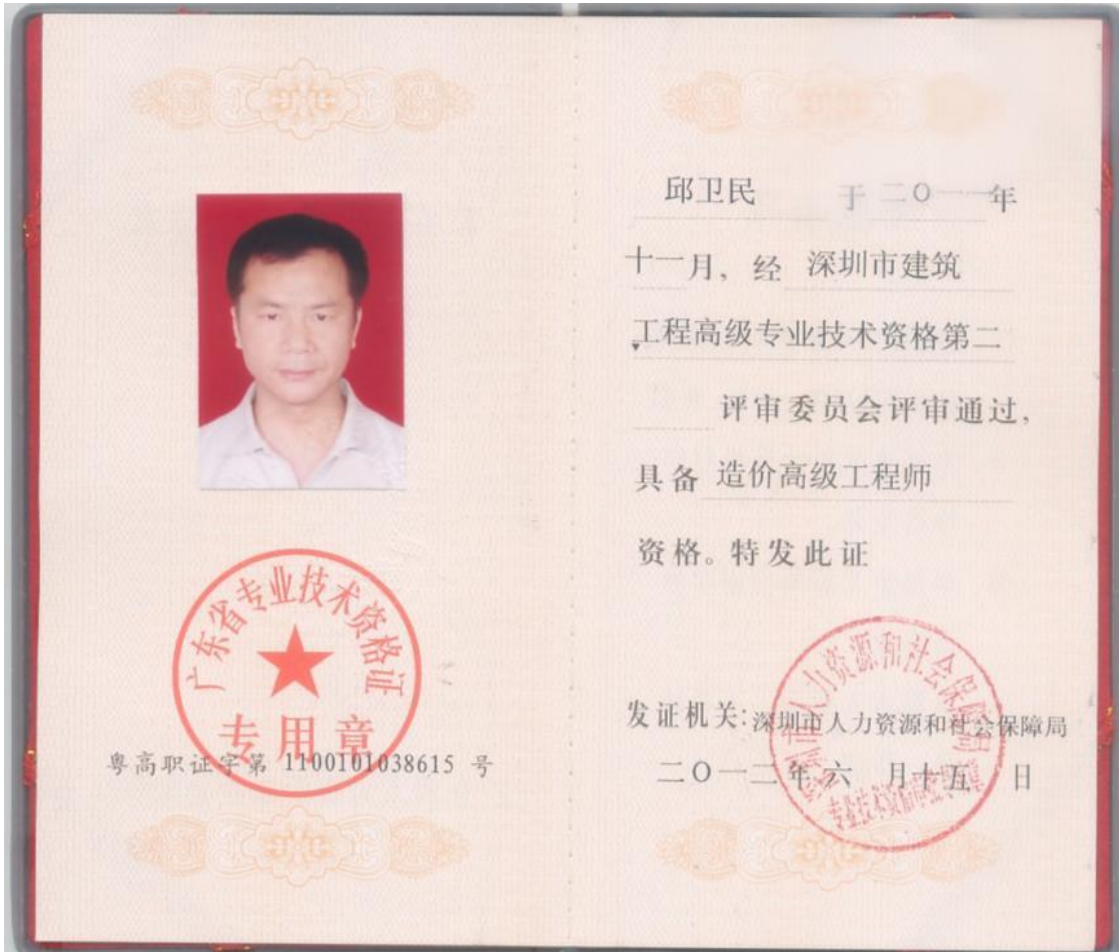 广东省专业技术资格证
专用章
粤高职证字第 1100101038615 号
邱卫民 于 二〇一一年
十一月，经 深圳市建筑
工程高级专业技术资格第二
评审委员会评审通过，
具备 造价高级工程师
资格。特发此证
深圳市人力资源和社会保障局
发证机关：深圳市人力资源和社会保障局
二〇一二年 六 月十五 日